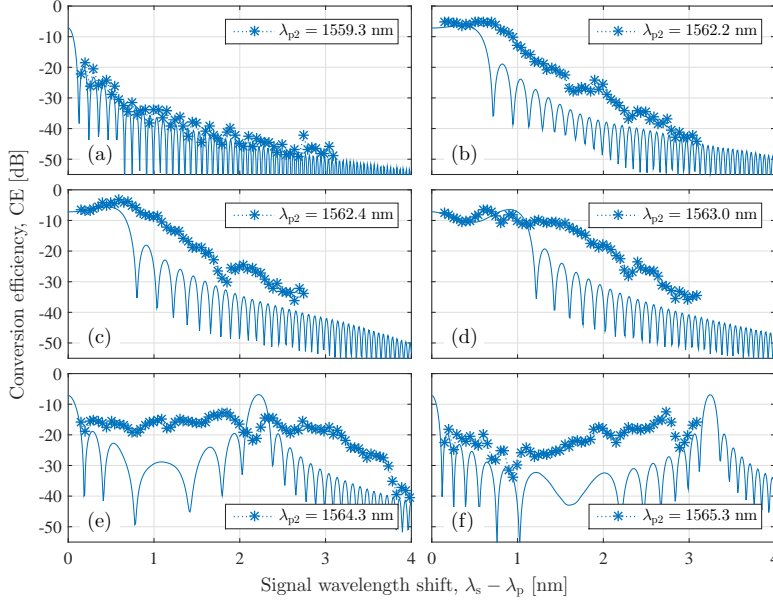 0
-10
-20
-30
-40
-50
λp2 = 1559.3 nm
(a)
λp2 = 1562.2 nm
(b)
0
-10
-20
-30
-40
-50
λp2 = 1562.4 nm
(c)
λp2 = 1563.0 nm
(d)
0
-10
-20
-30
-40
-50
λp2 = 1564.3 nm
(e)
λp2 = 1565.3 nm
(f)
0 1 2 3 4
0 1 2 3 4
Conversion efficiency, CE [dB]
Signal wavelength shift, λs − λp [nm]